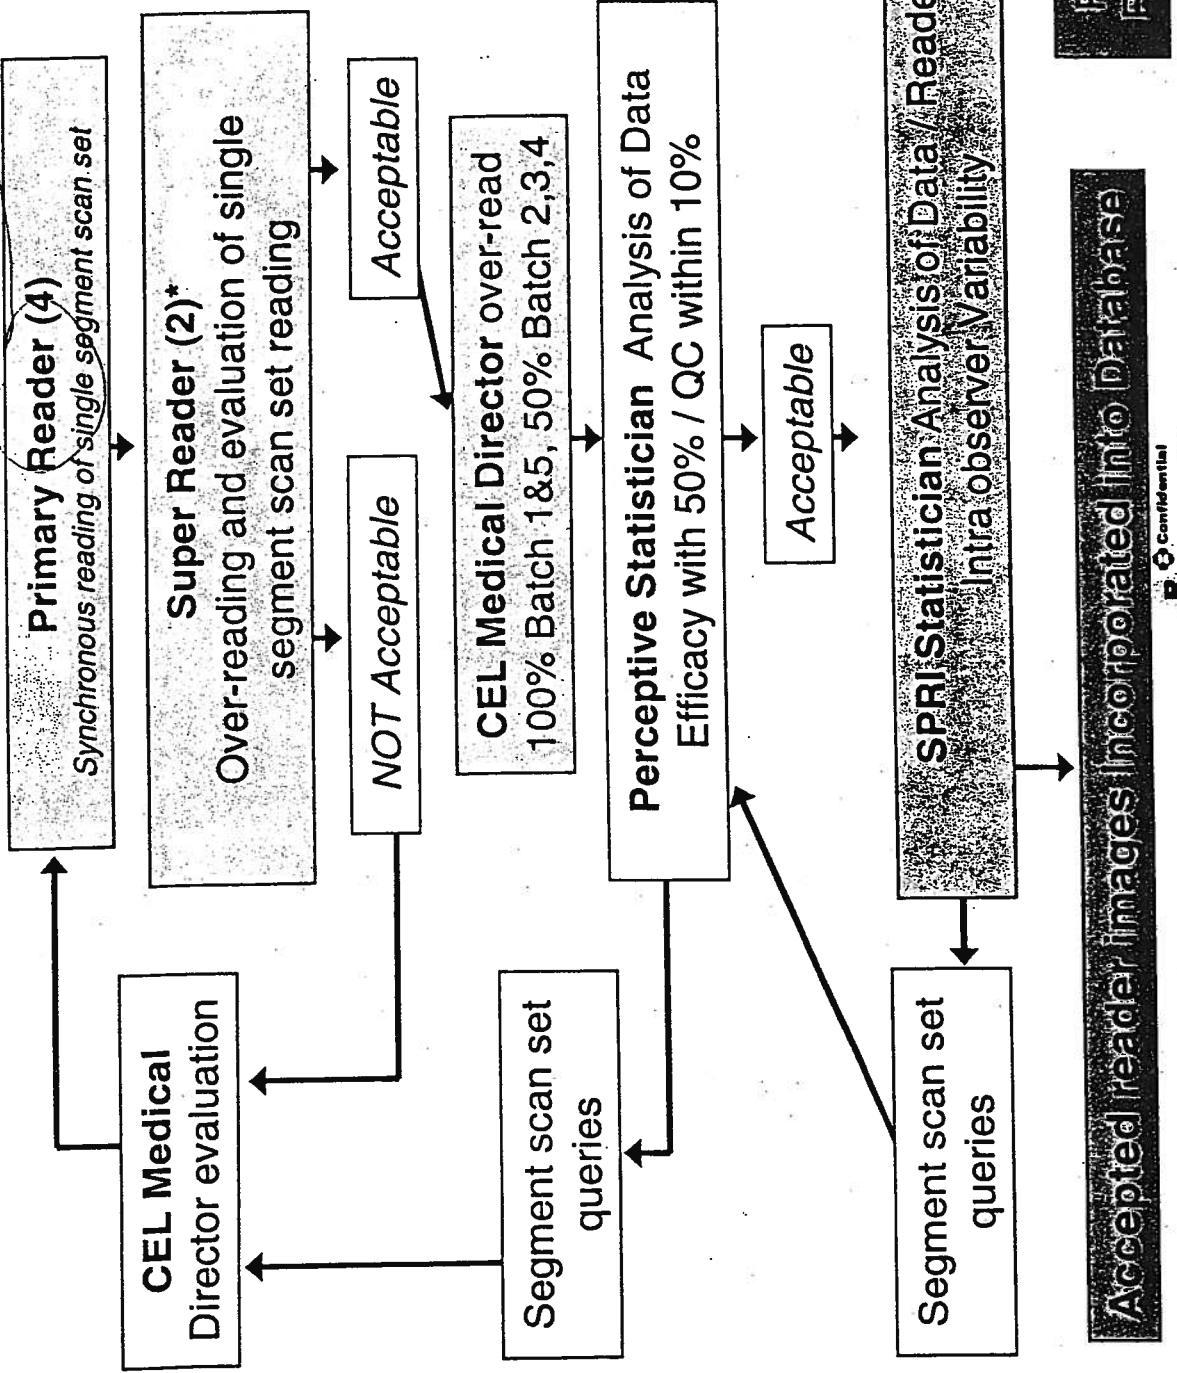 Primary Reader (4)
Synchronous reading of single segment scan set
Super Reader (2)*
Over-reading and evaluation of single
segment scan set reading
NOT Acceptable
Acceptable
CEL Medical
Director evaluation
CEL Medical Director over-read
100% Batch 1&5, 50% Batch 2,3,4
Segment scan set
queries
Perceptive Statistician Analysis of Data
Efficacy with 50% / QC within 10%
Acceptable
Segment scan set
queries
SPRI Statistician Analysis of Data / Reade
Intra observer Variability
Accepted reader images Incorporated into Database
Confidential